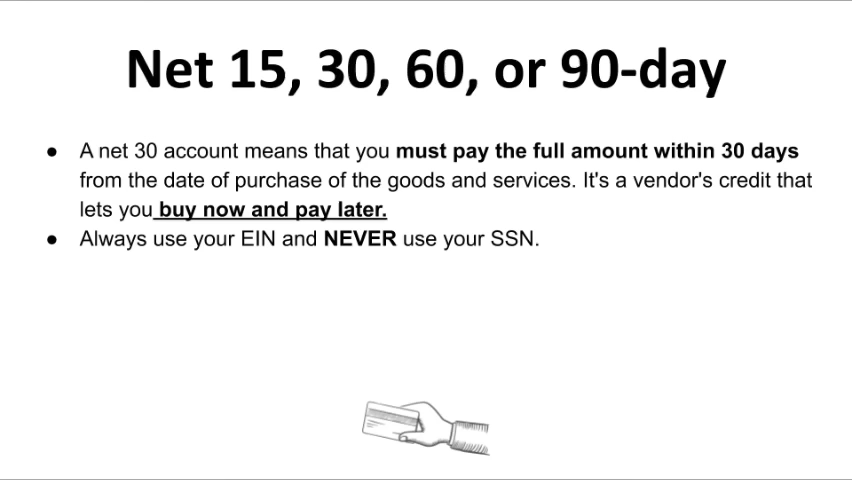 Net 15, 30, 60, or 90-day
● A net 30 account means that you must pay the full amount within 30 days
from the date of purchase of the goods and services. It's a vendor's credit that
lets you buy now and pay later.
● Always use your EIN and NEVER use your SSN.